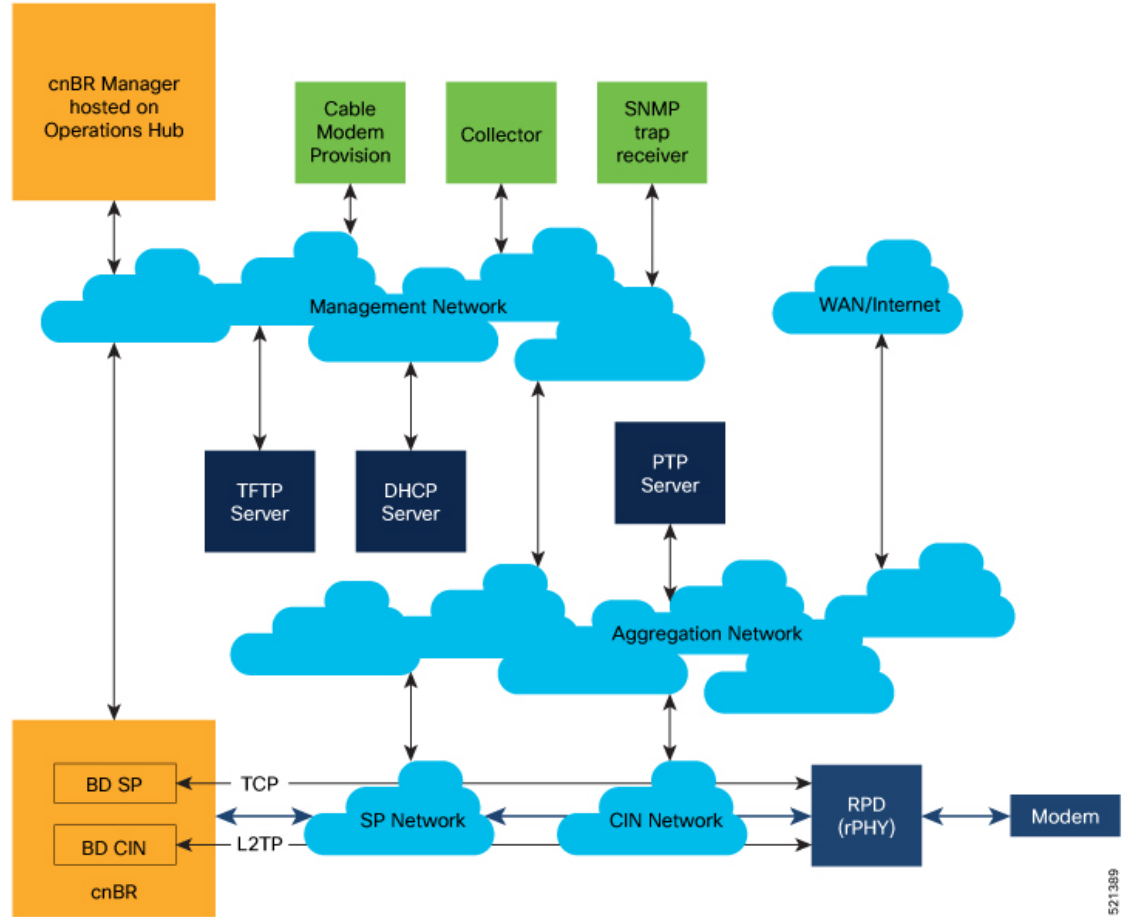 cnBR Manager
hosted on
Operations Hub
Cable
Modem
Provision
Collector
SNMP
trap
receiver
Management Network
WAN/Internet
TFTP
Server
DHCP
Server
PTP
Server
Aggregation Network
BD SP
TCP
SP Network
CIN Network
RPD
(rPHY)
Modem
BD CIN
L2TP
cnBR
521389